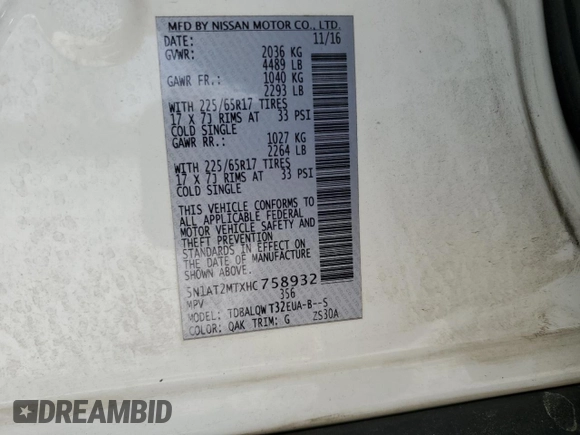 MFD BY NISSAN MOTOR CO., LTD.
DATE: 11/16
GVWR: 2036 KG
4489 LB
GAWR FR.: 1040 KG
2293 LB
WITH 225/65R17 TIRES
17 X 7J RIMS AT 33 PSI
COLD SINGLE
GAWR RR.: 1027 KG
2264 LB
WITH 225/65R17 TIRES
17 X 7J RIMS AT 33 PSI
COLD SINGLE
THIS VEHICLE CONFORMS TO
ALL APPLICABLE FEDERAL
MOTOR VEHICLE SAFETY AND
THEFT PREVENTION
STANDARDS IN EFFECT ON
THE DATE OF MANUFACTURE
SHOWN ABOVE.
5N1AT2MTXHC758932
MPV 356
MODEL: TDBALQWT32EUA-B--S
COLOR: QAK TRIM: G ZS30A
DREAMBID